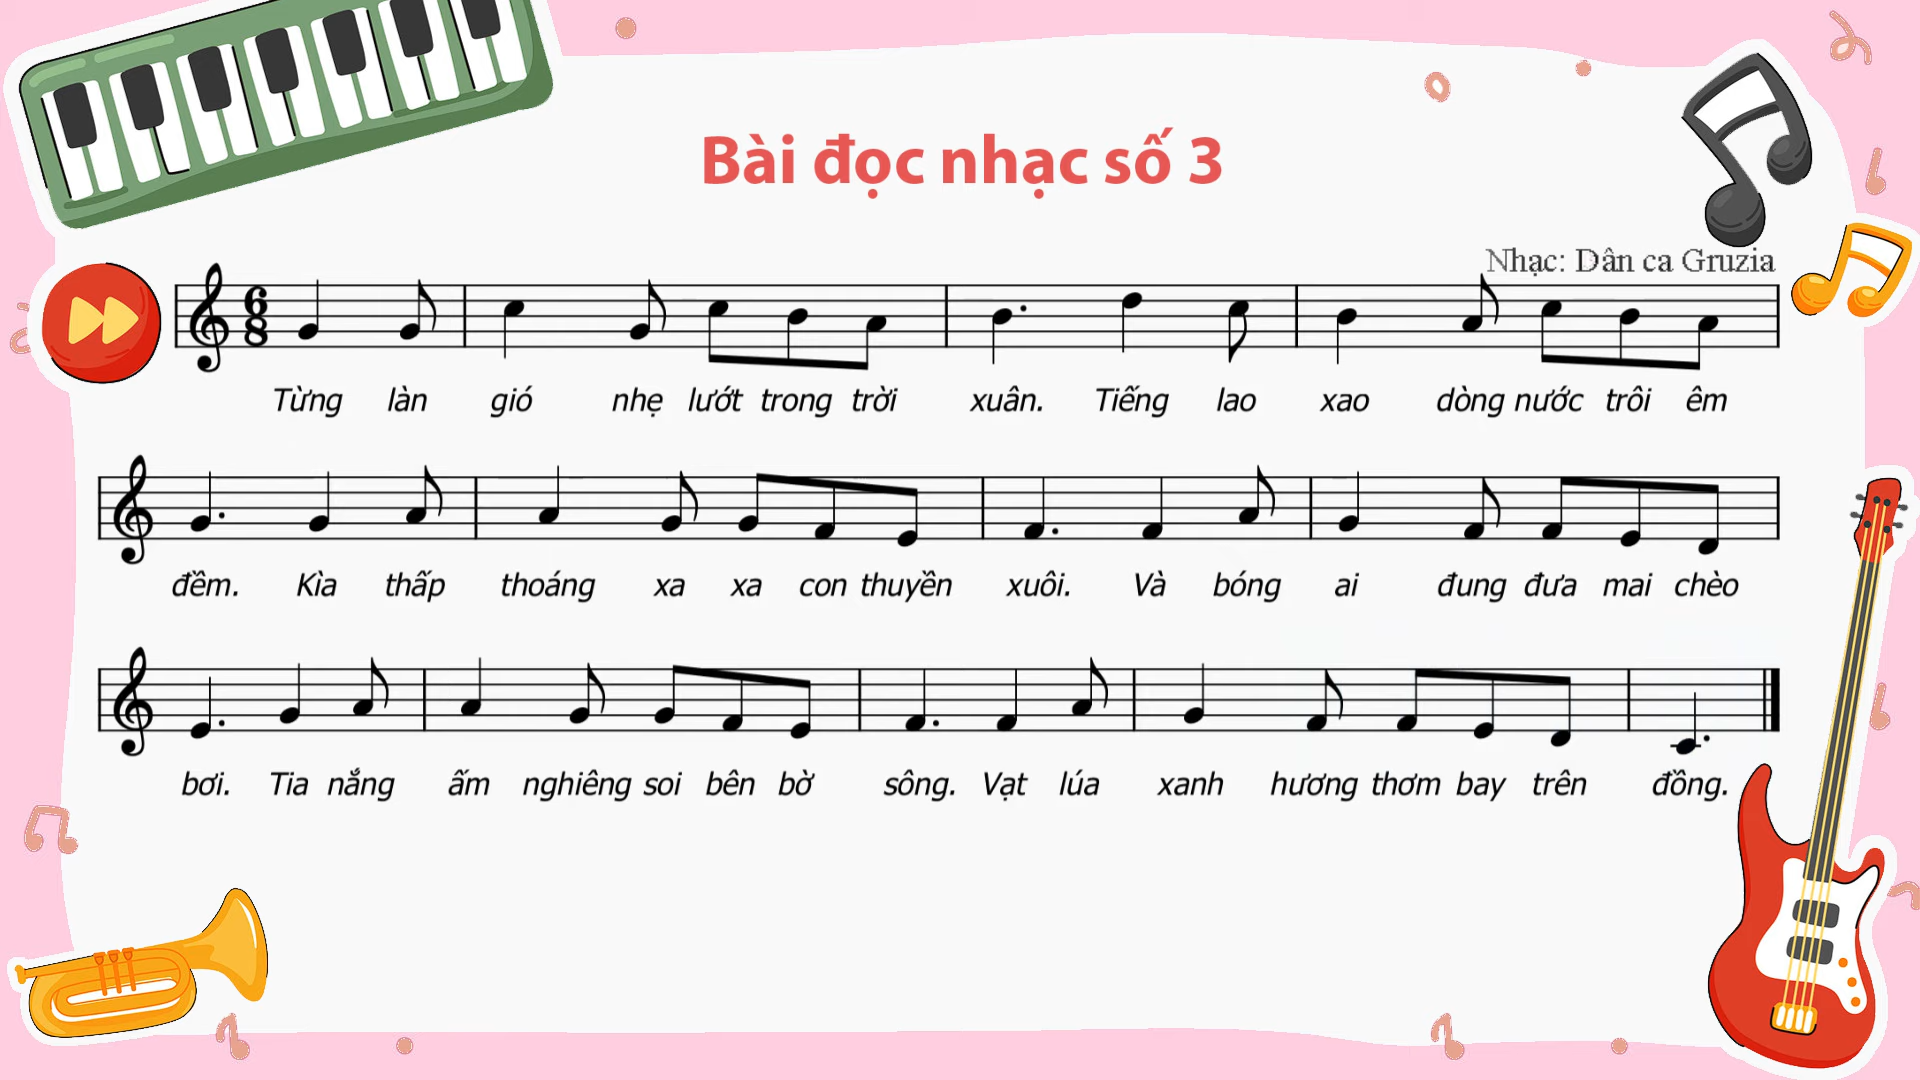 Bài đọc nhạc số 3
Nhạc: Dân ca Gruzia
6
8
Từng làn gió nhẹ lướt trong trời xuân. Tiếng lao xao dòng nước trôi êm
đềm. Kìa thấp thoáng xa xa con thuyền xuôi. Và bóng ai đung đưa mai chèo
bơi. Tia nắng ấm nghiêng soi bên bờ sông. Vạt lúa xanh hương thơm bay trên đồng.